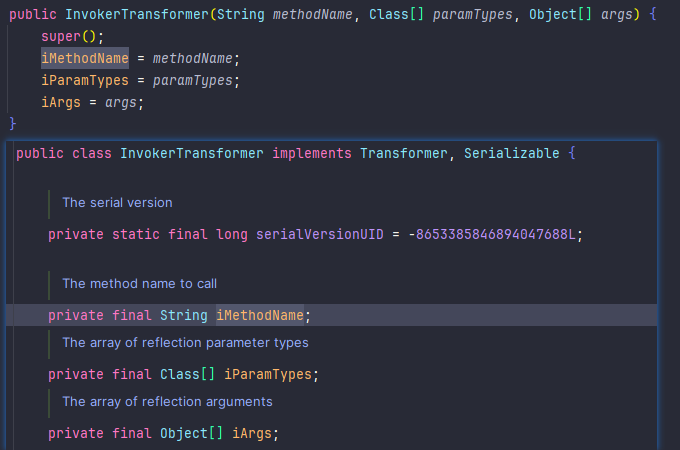 public InvokerTransformer(String methodName, Class[] paramTypes, Object[] args) {
super();
iMethodName = methodName;
iParamTypes = paramTypes;
iArgs = args;
}
public class InvokerTransformer implements Transformer, Serializable {
The serial version
private static final long serialVersionUID = -8653385846894047688L;
The method name to call
private final String iMethodName;
The array of reflection parameter types
private final Class[] iParamTypes;
The array of reflection arguments
private final Object[] iArgs;